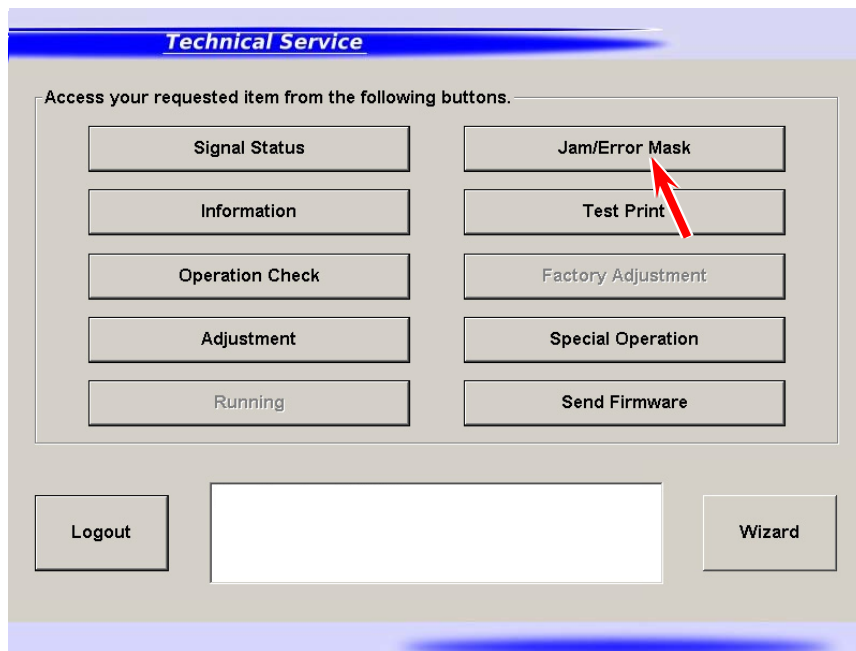 Technical Service
Access your requested item from the following buttons.
Signal Status
Jam/Error Mask
Information
Test Print
Operation Check
Factory Adjustment
Adjustment
Special Operation
Running
Send Firmware
Logout
Wizard